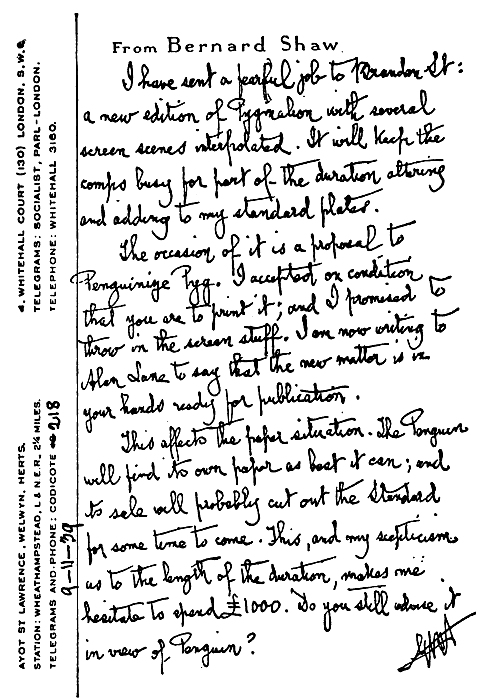 From Bernard Shaw
I have sent a fearful job to Brandon St:
a new edition of Pygmalion with several
screen scenes interpolated. It will keep the
comps busy for part of the duration altering
and adding to my standard plates.
The occasion of it is a proposal to
Penguinige Pyg. I accepted on condition
that you are to print it; and I promised to
throw in the screen stuff. I am now writing to
Alan Lane to say that the new matter is in
your hands ready for publication.
This affects the paper situation. The Penguin
will find its own paper as best it can; and
its sale will probably cut out the Standard
for some time to come. This, and my scepticism
as to the length of the duration, makes me
hesitate to spend £1000. Do you still advise it
in view of Penguin?
GBS
4, WHITEHALL COURT (130) LONDON, S.W.1.
TELEGRAMS: SOCIALIST, PARL-LONDON.
TELEPHONE: WHITEHALL 3160.
AYOT ST LAWRENCE, WELWYN, HERTS.
STATION: WHEATHAMPSTEAD, L & N.E.R., 2¼ MILES.
TELEGRAMS AND PHONE: CODICOTE 218
9-11-39